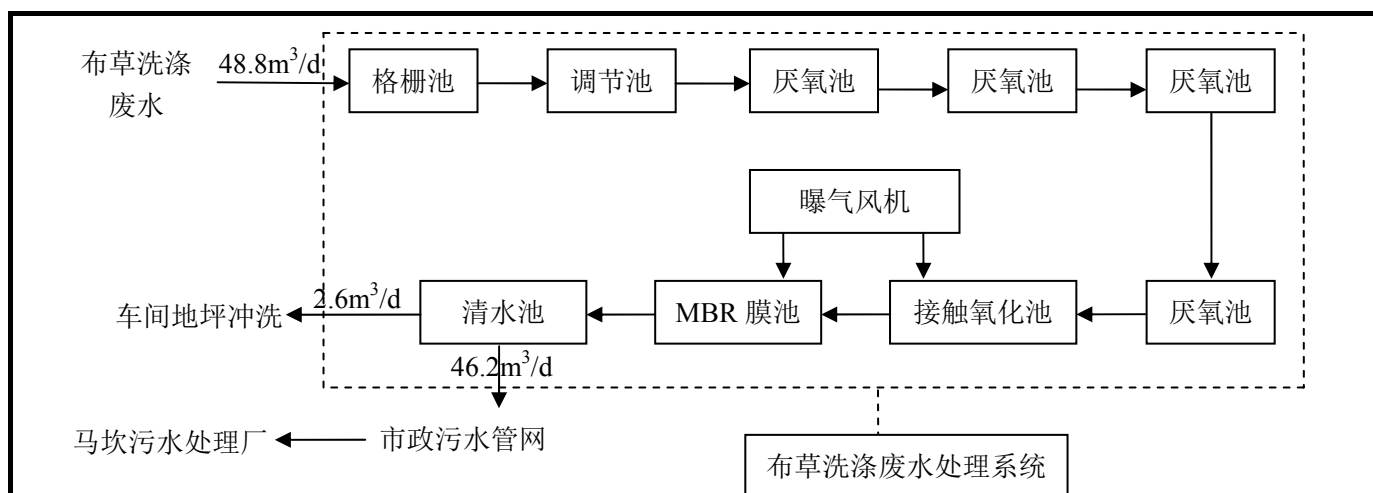 布草洗涤
废水
48.8m³/d
格栅池
调节池
厌氧池
厌氧池
厌氧池
曝气风机
车间地坪冲洗
2.6m³/d
清水池
MBR 膜池
接触氧化池
厌氧池
46.2m³/d
马坎污水处理厂
市政污水管网
布草洗涤废水处理系统